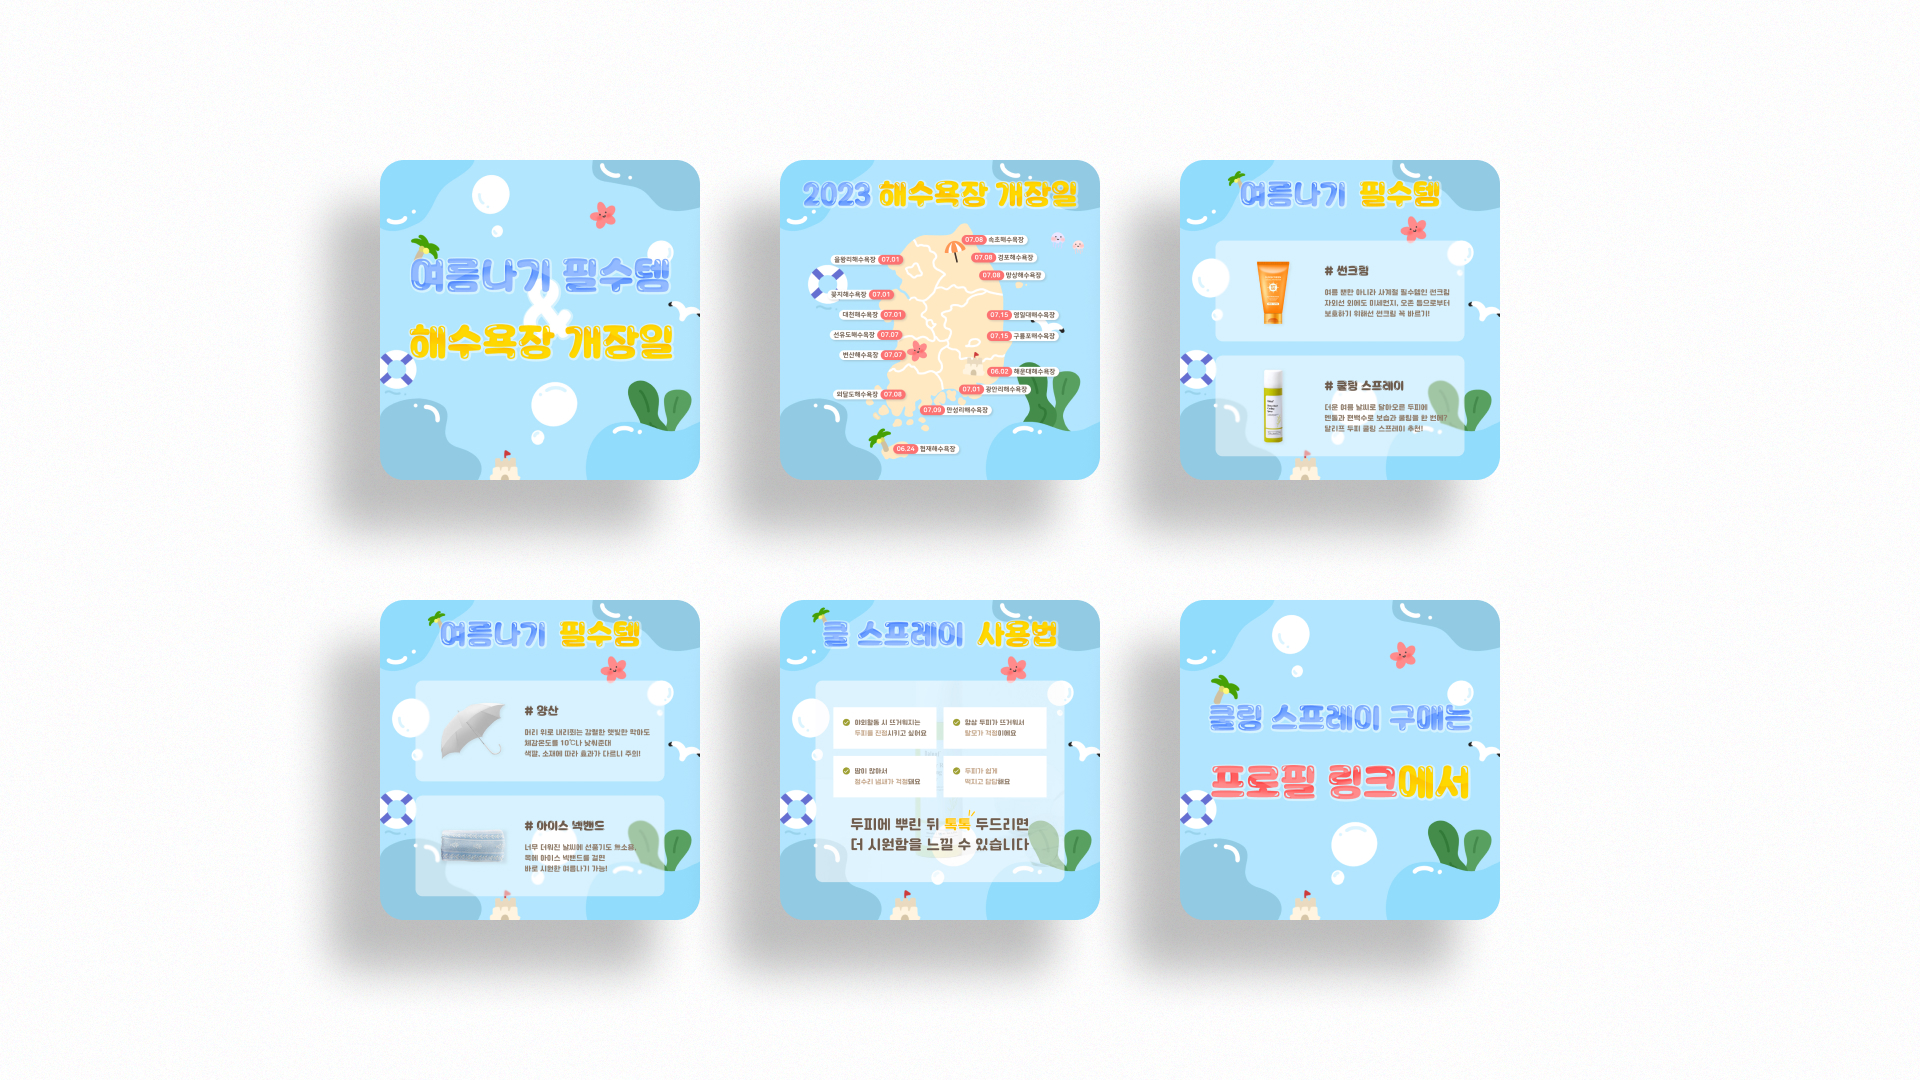 여름나기 필수템
&
해수욕장 개장일
2023 해수욕장 개장일
07.08 속초해수욕장
을왕리해수욕장 07.01
07.08 경포해수욕장
07.08 망상해수욕장
꽃지해수욕장 07.01
대천해수욕장 07.01
07.15 영일대해수욕장
선유도해수욕장 07.07
07.15 구룡포해수욕장
변산해수욕장 07.07
06.02 해운대해수욕장
07.01 광안리해수욕장
외달도해수욕장 07.08
07.09 만성리해수욕장
06.24 협재해수욕장
여름나기 필수템
# 썬크림
여름 뿐만 아니라 사계절 필수템인 썬크림
자외선 외에도 미세먼지, 오존 등으로부터
보호하기 위해선 썬크림 꼭 바르기!
# 쿨링 스프레이
더운 여름 날씨로 달아오른 두피에
멘톨과 편백수로 보습과 쿨링을 한 번에?
달리프 두피 쿨링 스프레이 추천!
여름나기 필수템
# 양산
머리 위로 내리쬐는 강렬한 햇빛만 막아도
체감온도를 10℃나 낮춰준대
색깔, 소재에 따라 효과가 다르니 주의!
# 아이스 넥밴드
너무 더워진 날씨에 선풍기도 무소용,
목에 아이스 넥밴드를 걸면
바로 시원한 여름나기 가능!
쿨 스프레이 사용법
야외활동 시 뜨거워지는
두피를 진정시키고 싶어요
항상 두피가 뜨거워서
탈모가 걱정이에요
땀이 많아서
정수리 냄새가 걱정돼요
두피가 쉽게
떡지고 답답해요
두피에 뿌린 뒤 톡톡 두드리면
더 시원함을 느낄 수 있습니다
쿨링 스프레이 구매는
프로필 링크에서